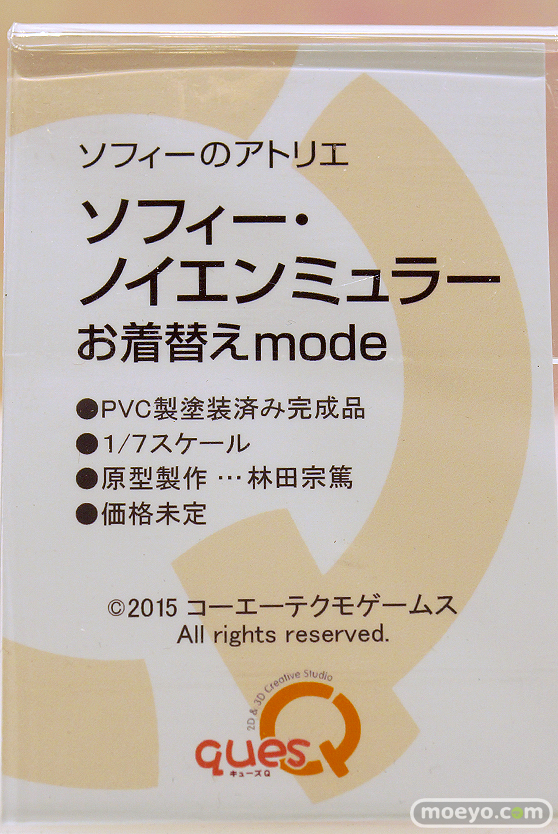 ソフィーのアトリエ
ソフィー・
ノイエンミュラー
お着替えmode
●PVC製塗装済み完成品
●1/7スケール
●原型製作 … 林田宗篤
●価格未定
©2015 コーエーテクモゲームス
All rights reserved.
2D & 3D Creative Studio
quesQ
キューズQ
moeyo.com